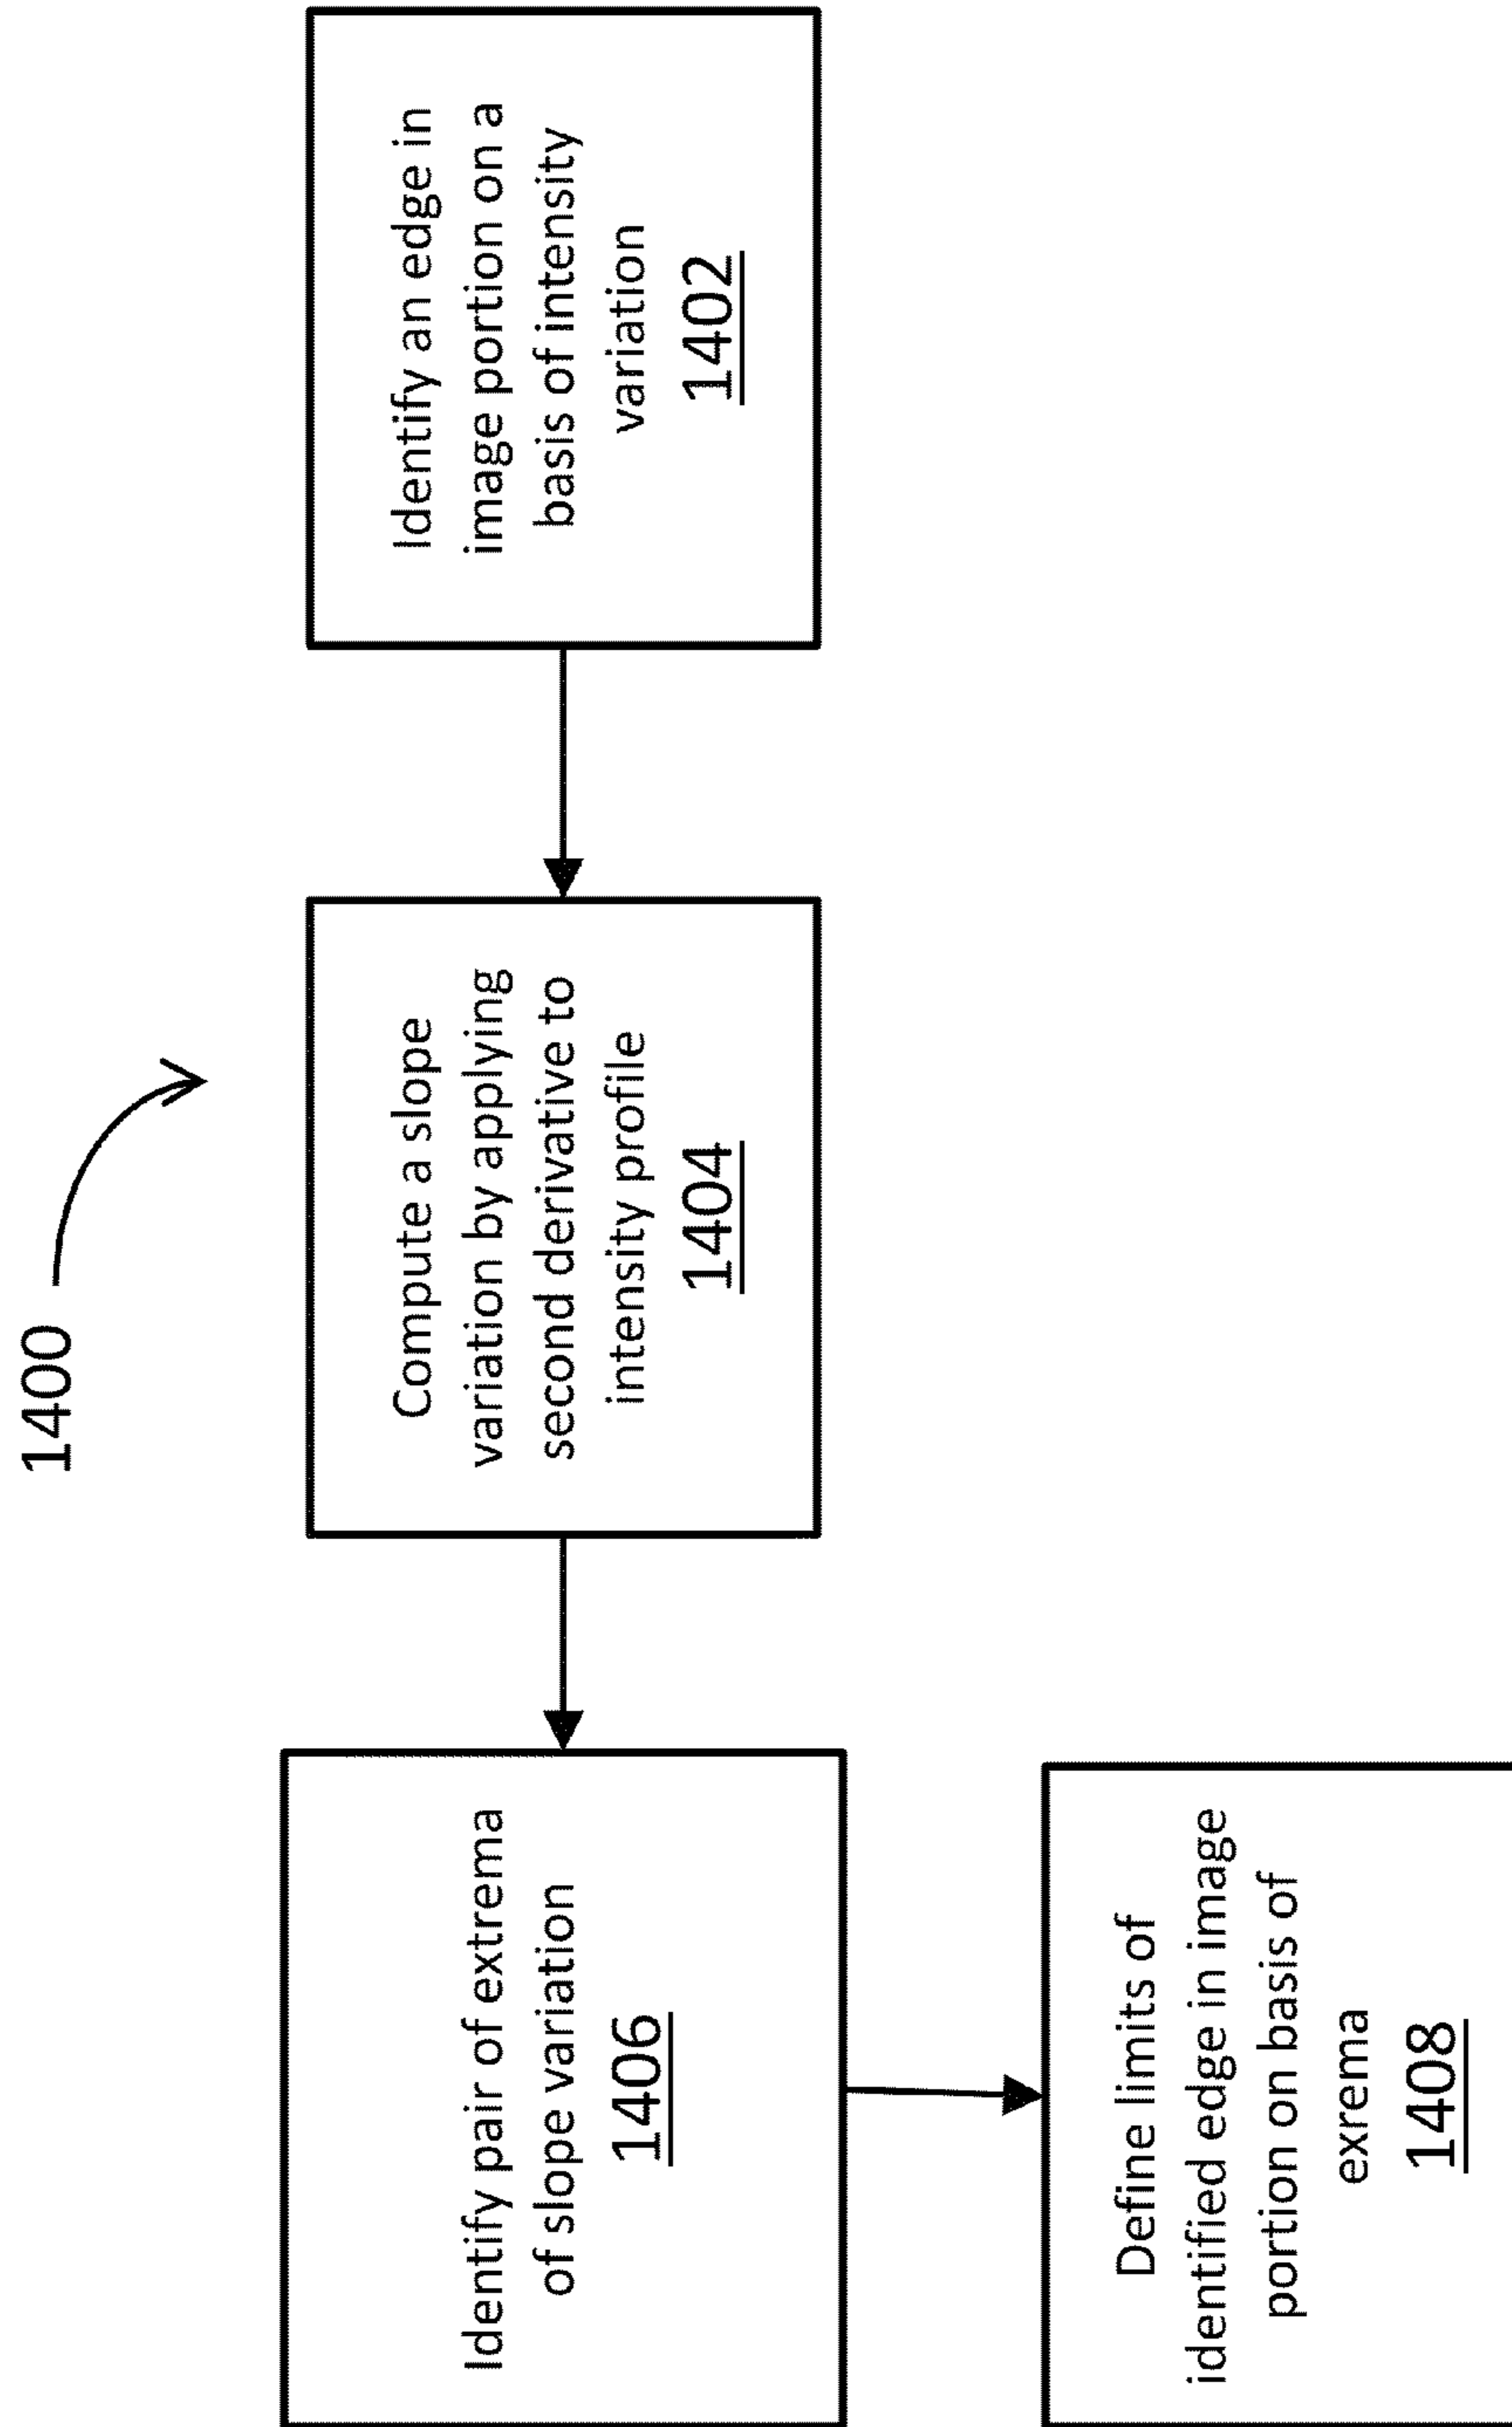 1400
Identify an edge in
image portion on a
basis of intensity
variation
1402
Compute a slope
variation by applying
second derivative to
intensity profile
1404
Identify pair of extrema
of slope variation
1406
Define limits of
identified edge in image
portion on basis of
exrema
1408